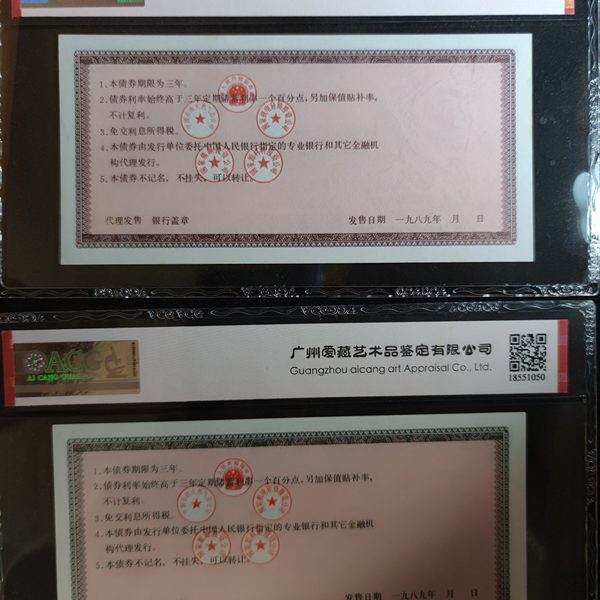 1. 本债券期限为三年。
2. 债券利率始终高于三年定期储蓄利率一个百分点，另加保值贴补率，
不计复利。
3. 免交利息所得税。
4. 本债券由发行单位委托中国人民银行指定的专业银行和其它金融机
构代理发行。
5. 本债券不记名，不挂失，可以转让。
代理发售 银行盖章 发售日期 一九八九年 月 日
ACG
AI CANG
广州爱藏艺术品鉴定有限公司
Guangzhou aicang art Appraisal Co., Ltd.
18551050
1. 本债券期限为三年。
2. 债券利率始终高于三年定期储蓄利率一个百分点，另加保值贴补率，
不计复利。
3. 免交利息所得税。
4. 本债券由发行单位委托中国人民银行指定的专业银行和其它金融机
构代理发行。
5. 本债券不记名，不挂失，可以转让。
发售日期 一九八九年 月 日